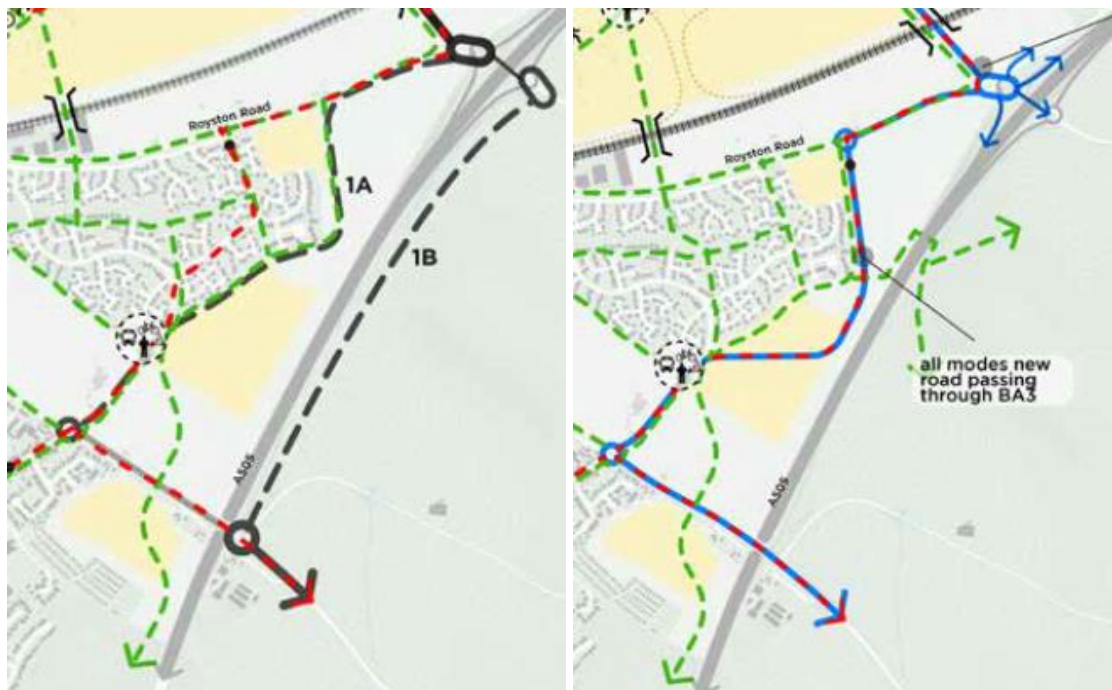 Royston Road
1A
1B
A505
Royston Road
all modes new
road passing
through BA3
A505